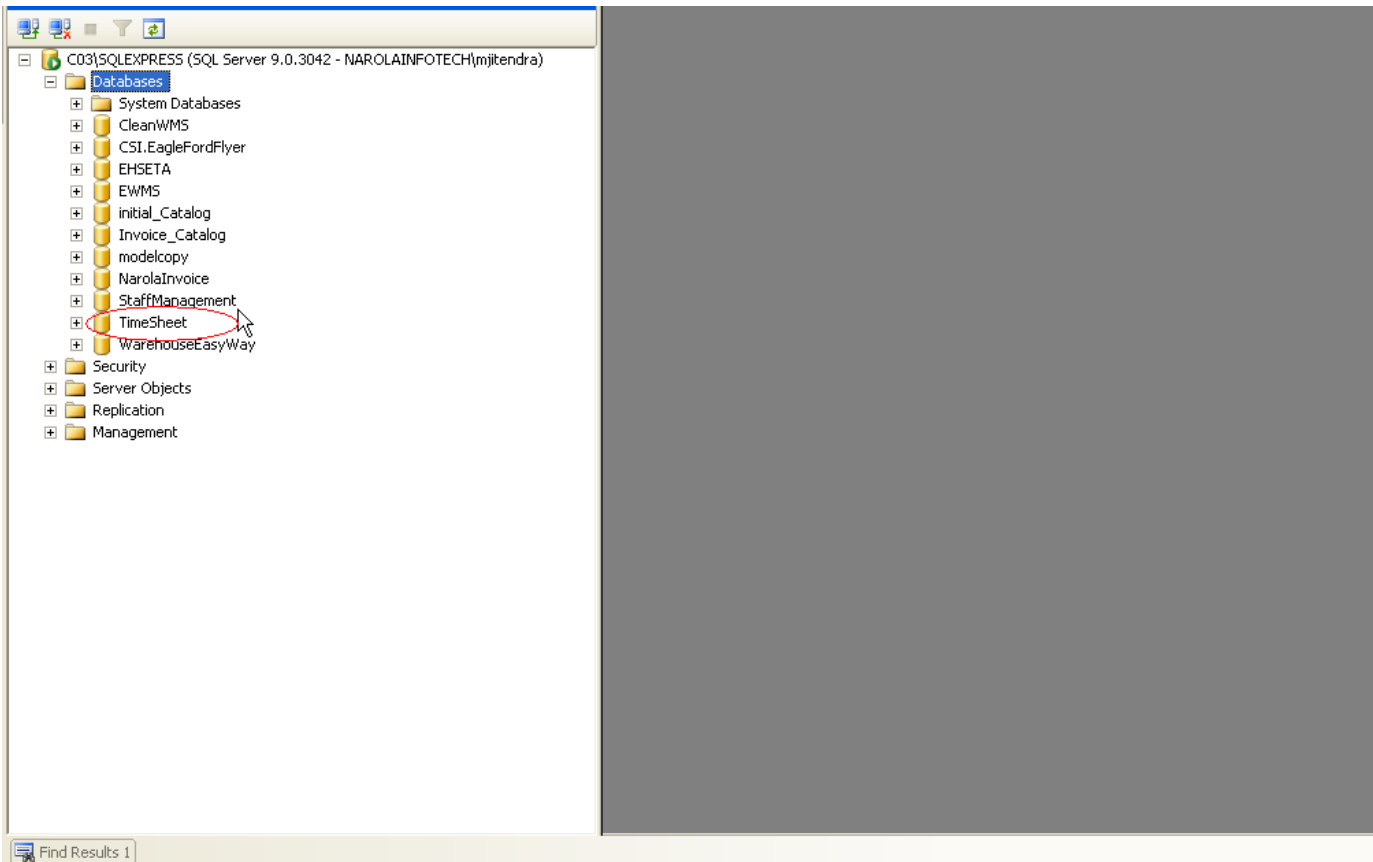 C03\SQLEXPRESS (SQL Server 9.0.3042 - NAROLAINFOTECH\mjitendra)
Databases
System Databases
CleanWMS
CSI.EagleFordFlyer
EHSETA
EWMS
initial_Catalog
Invoice_Catalog
modelcopy
NarolaInvoice
StaffManagement
TimeSheet
WarehouseEasyWay
Security
Server Objects
Replication
Management
Find Results 1